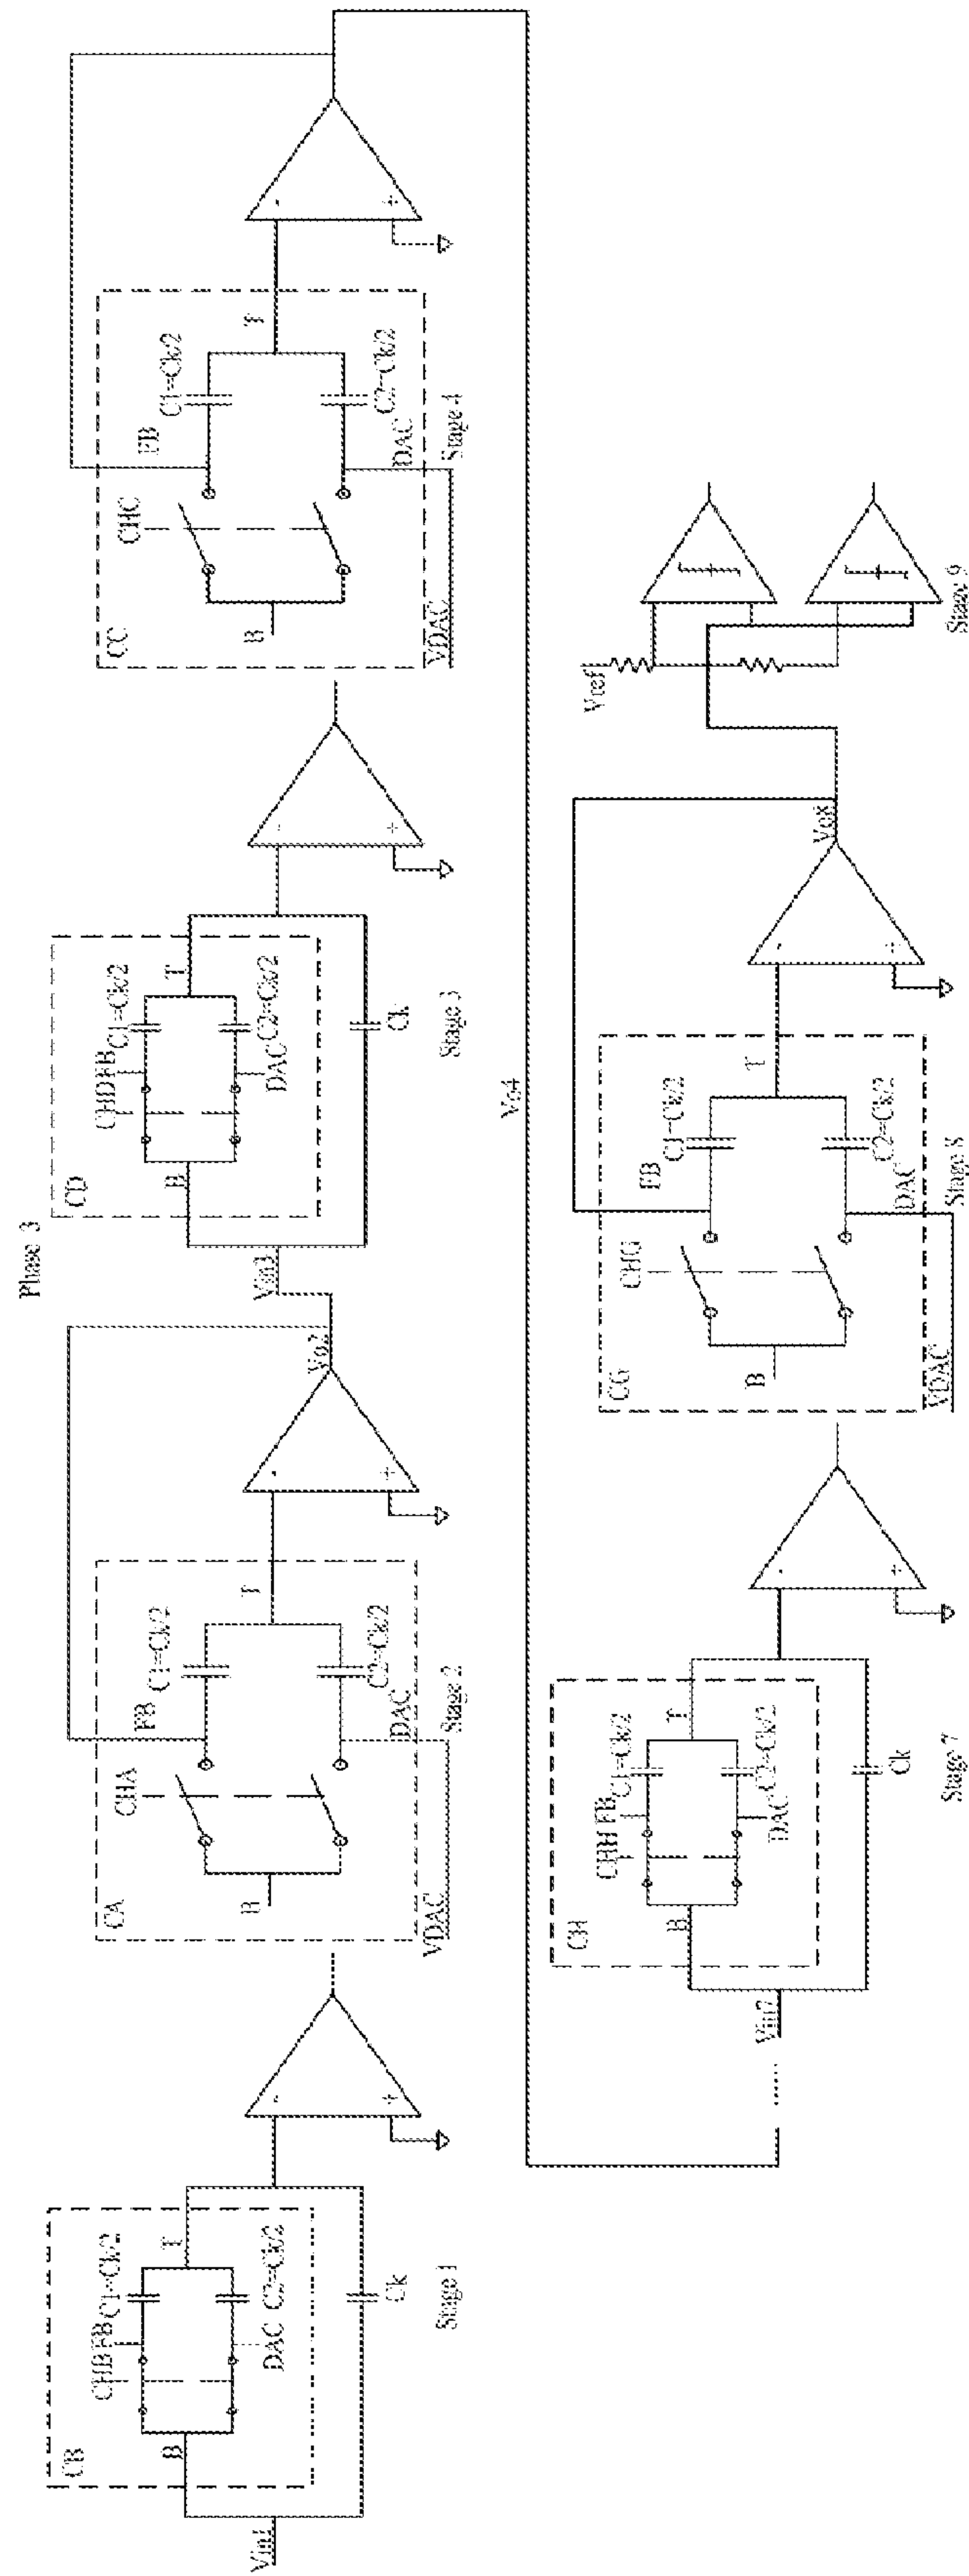 Phase 3
Vin1
CB
B
CHB
FB
C1=Ck/2
T
DAC
C2=Ck/2
Ck
Stage 1
CA
B
CHA
FB
C1=Ck/2
T
DAC
C2=Ck/2
VDAC
Stage 2
Vo2
Vin3
CD
B
CHD
FB
C1=Ck/2
T
DAC
C2=Ck/2
Ck
Stage 3
CC
B
CHC
FB
C1=Ck/2
T
DAC
C2=Ck/2
VDAC
Stage 4
Vo4
Vin7
CH
B
CHH
FB
C1=Ck/2
T
DAC
C2=Ck/2
Ck
Stage 7
CG
B
CHG
FB
C1=Ck/2
T
DAC
C2=Ck/2
VDAC
Stage 8
Vo8
Vref
Stage 9